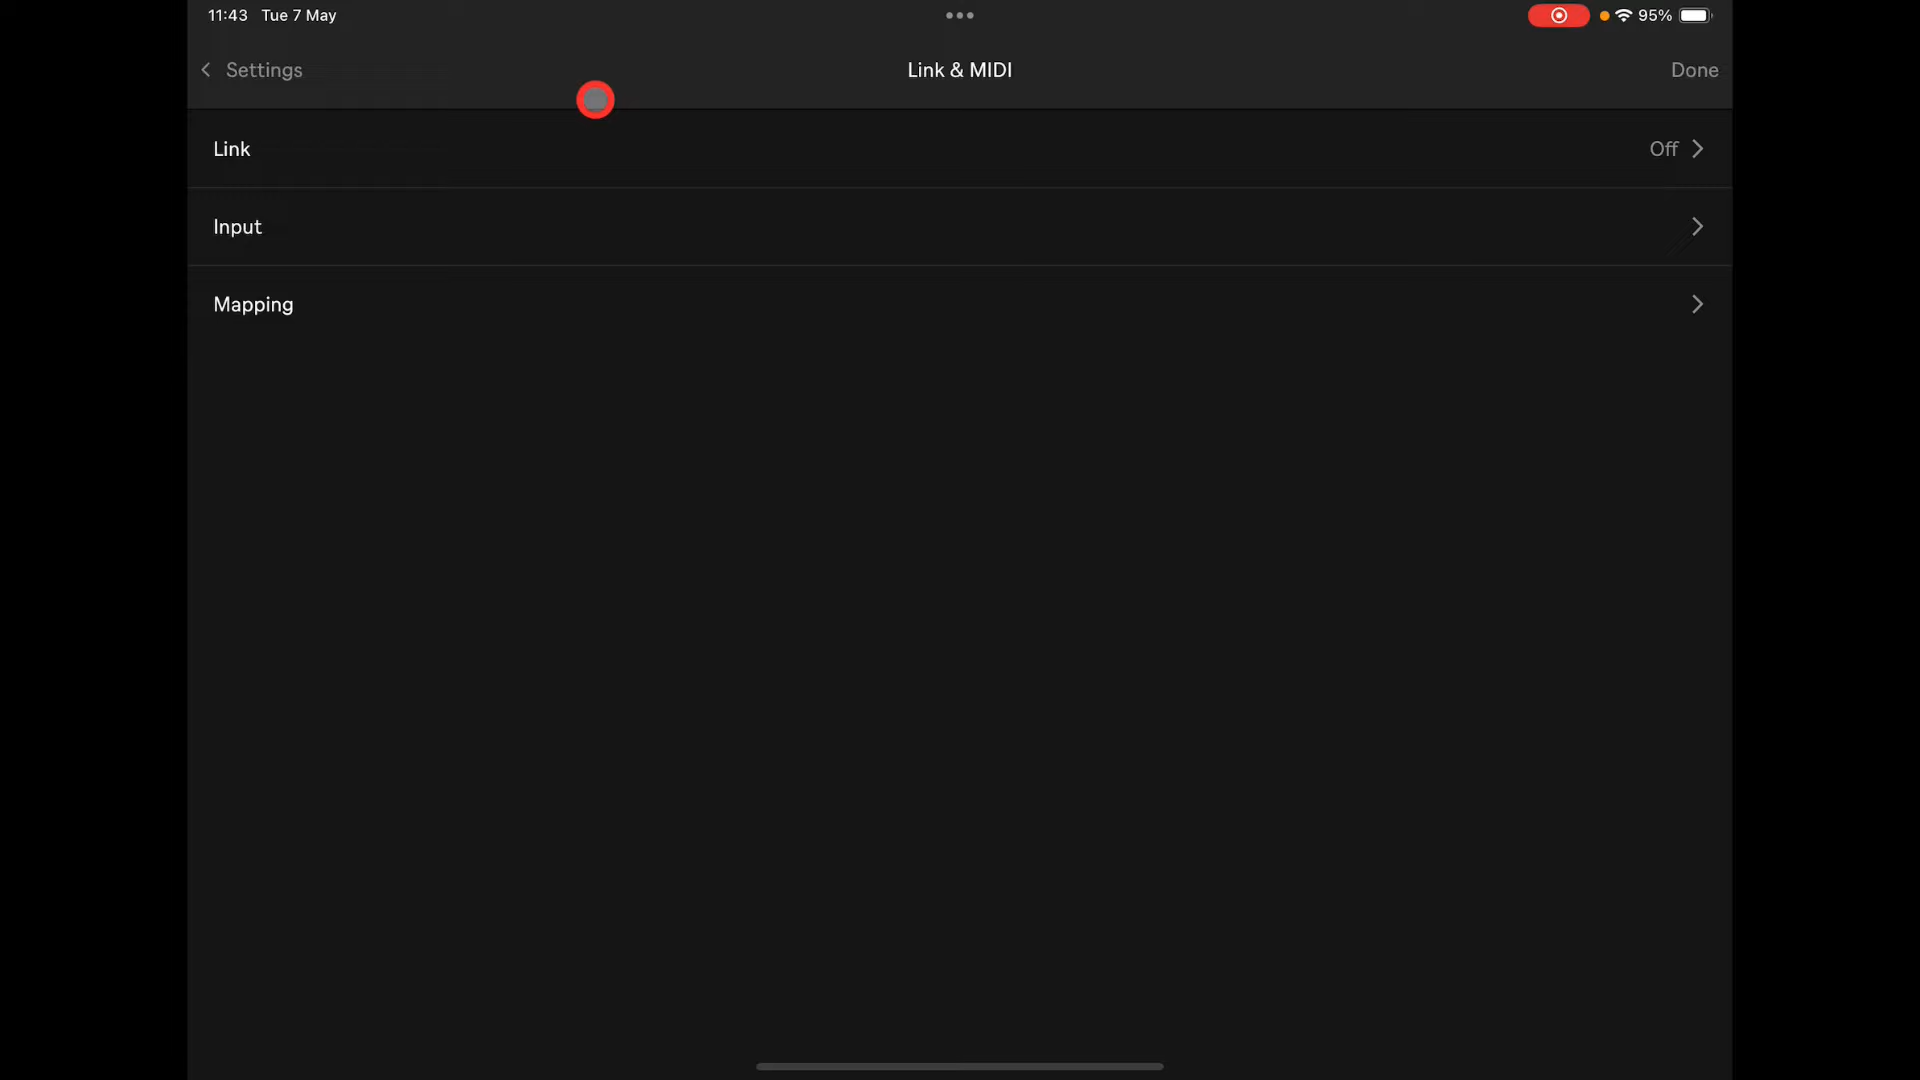 11:43 Tue 7 May
95%
Settings
Link & MIDI
Done
Link
Off
Input
Mapping